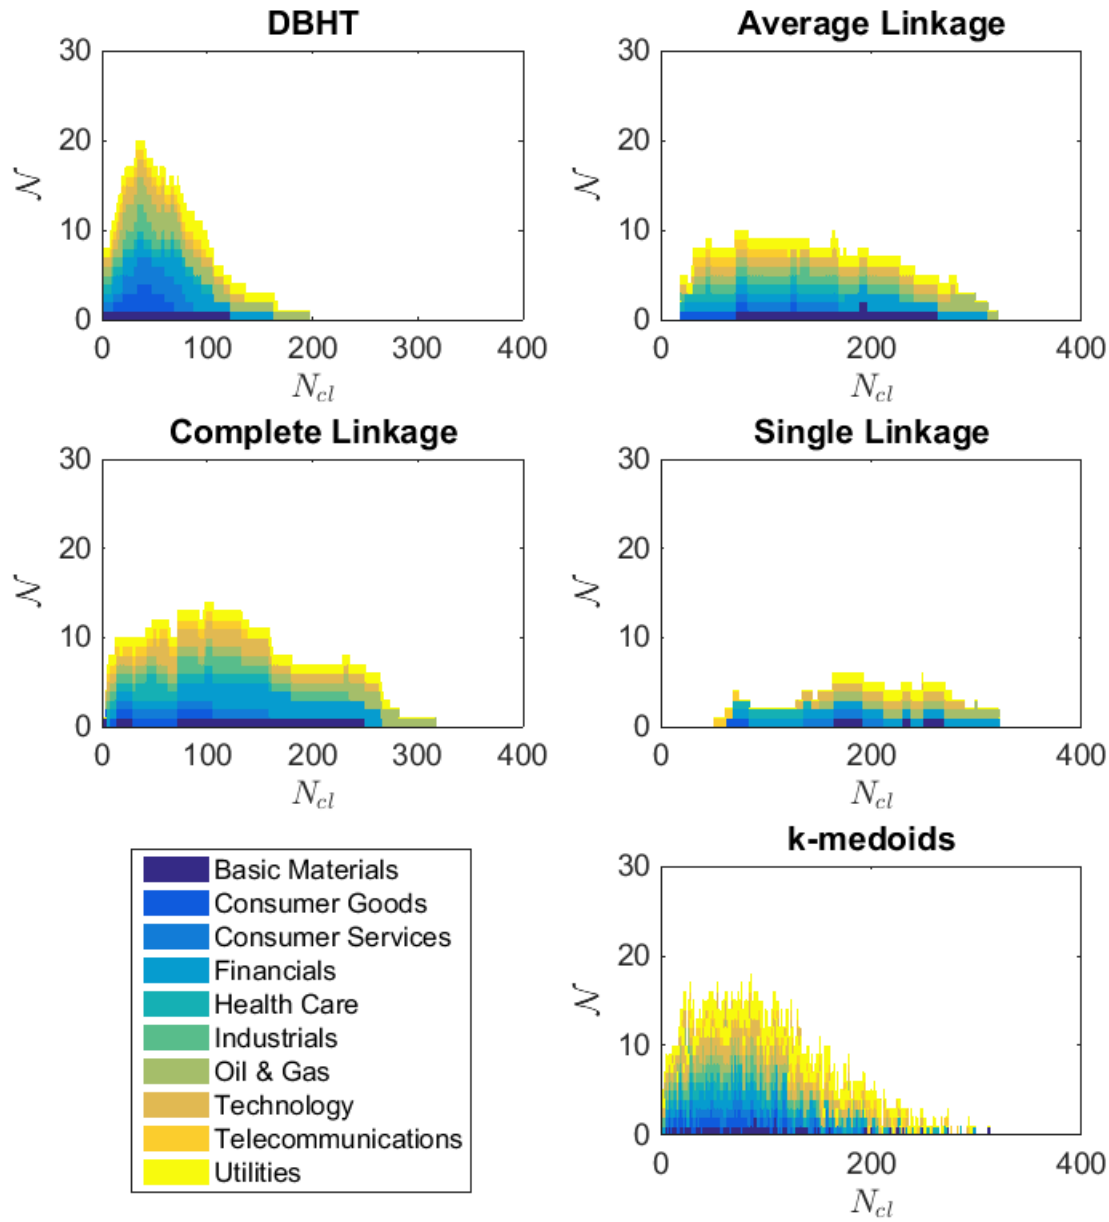 DBHT
30
20
10
0
𝒩
0 100 200 300 400
N_cl
Average Linkage
30
20
10
0
𝒩
0 200 400
N_cl
Complete Linkage
30
20
10
0
𝒩
0 100 200 300 400
N_cl
Single Linkage
30
20
10
0
𝒩
0 200 400
N_cl
Basic Materials
Consumer Goods
Consumer Services
Financials
Health Care
Industrials
Oil & Gas
Technology
Telecommunications
Utilities
k-medoids
30
20
10
0
𝒩
0 200 400
N_cl